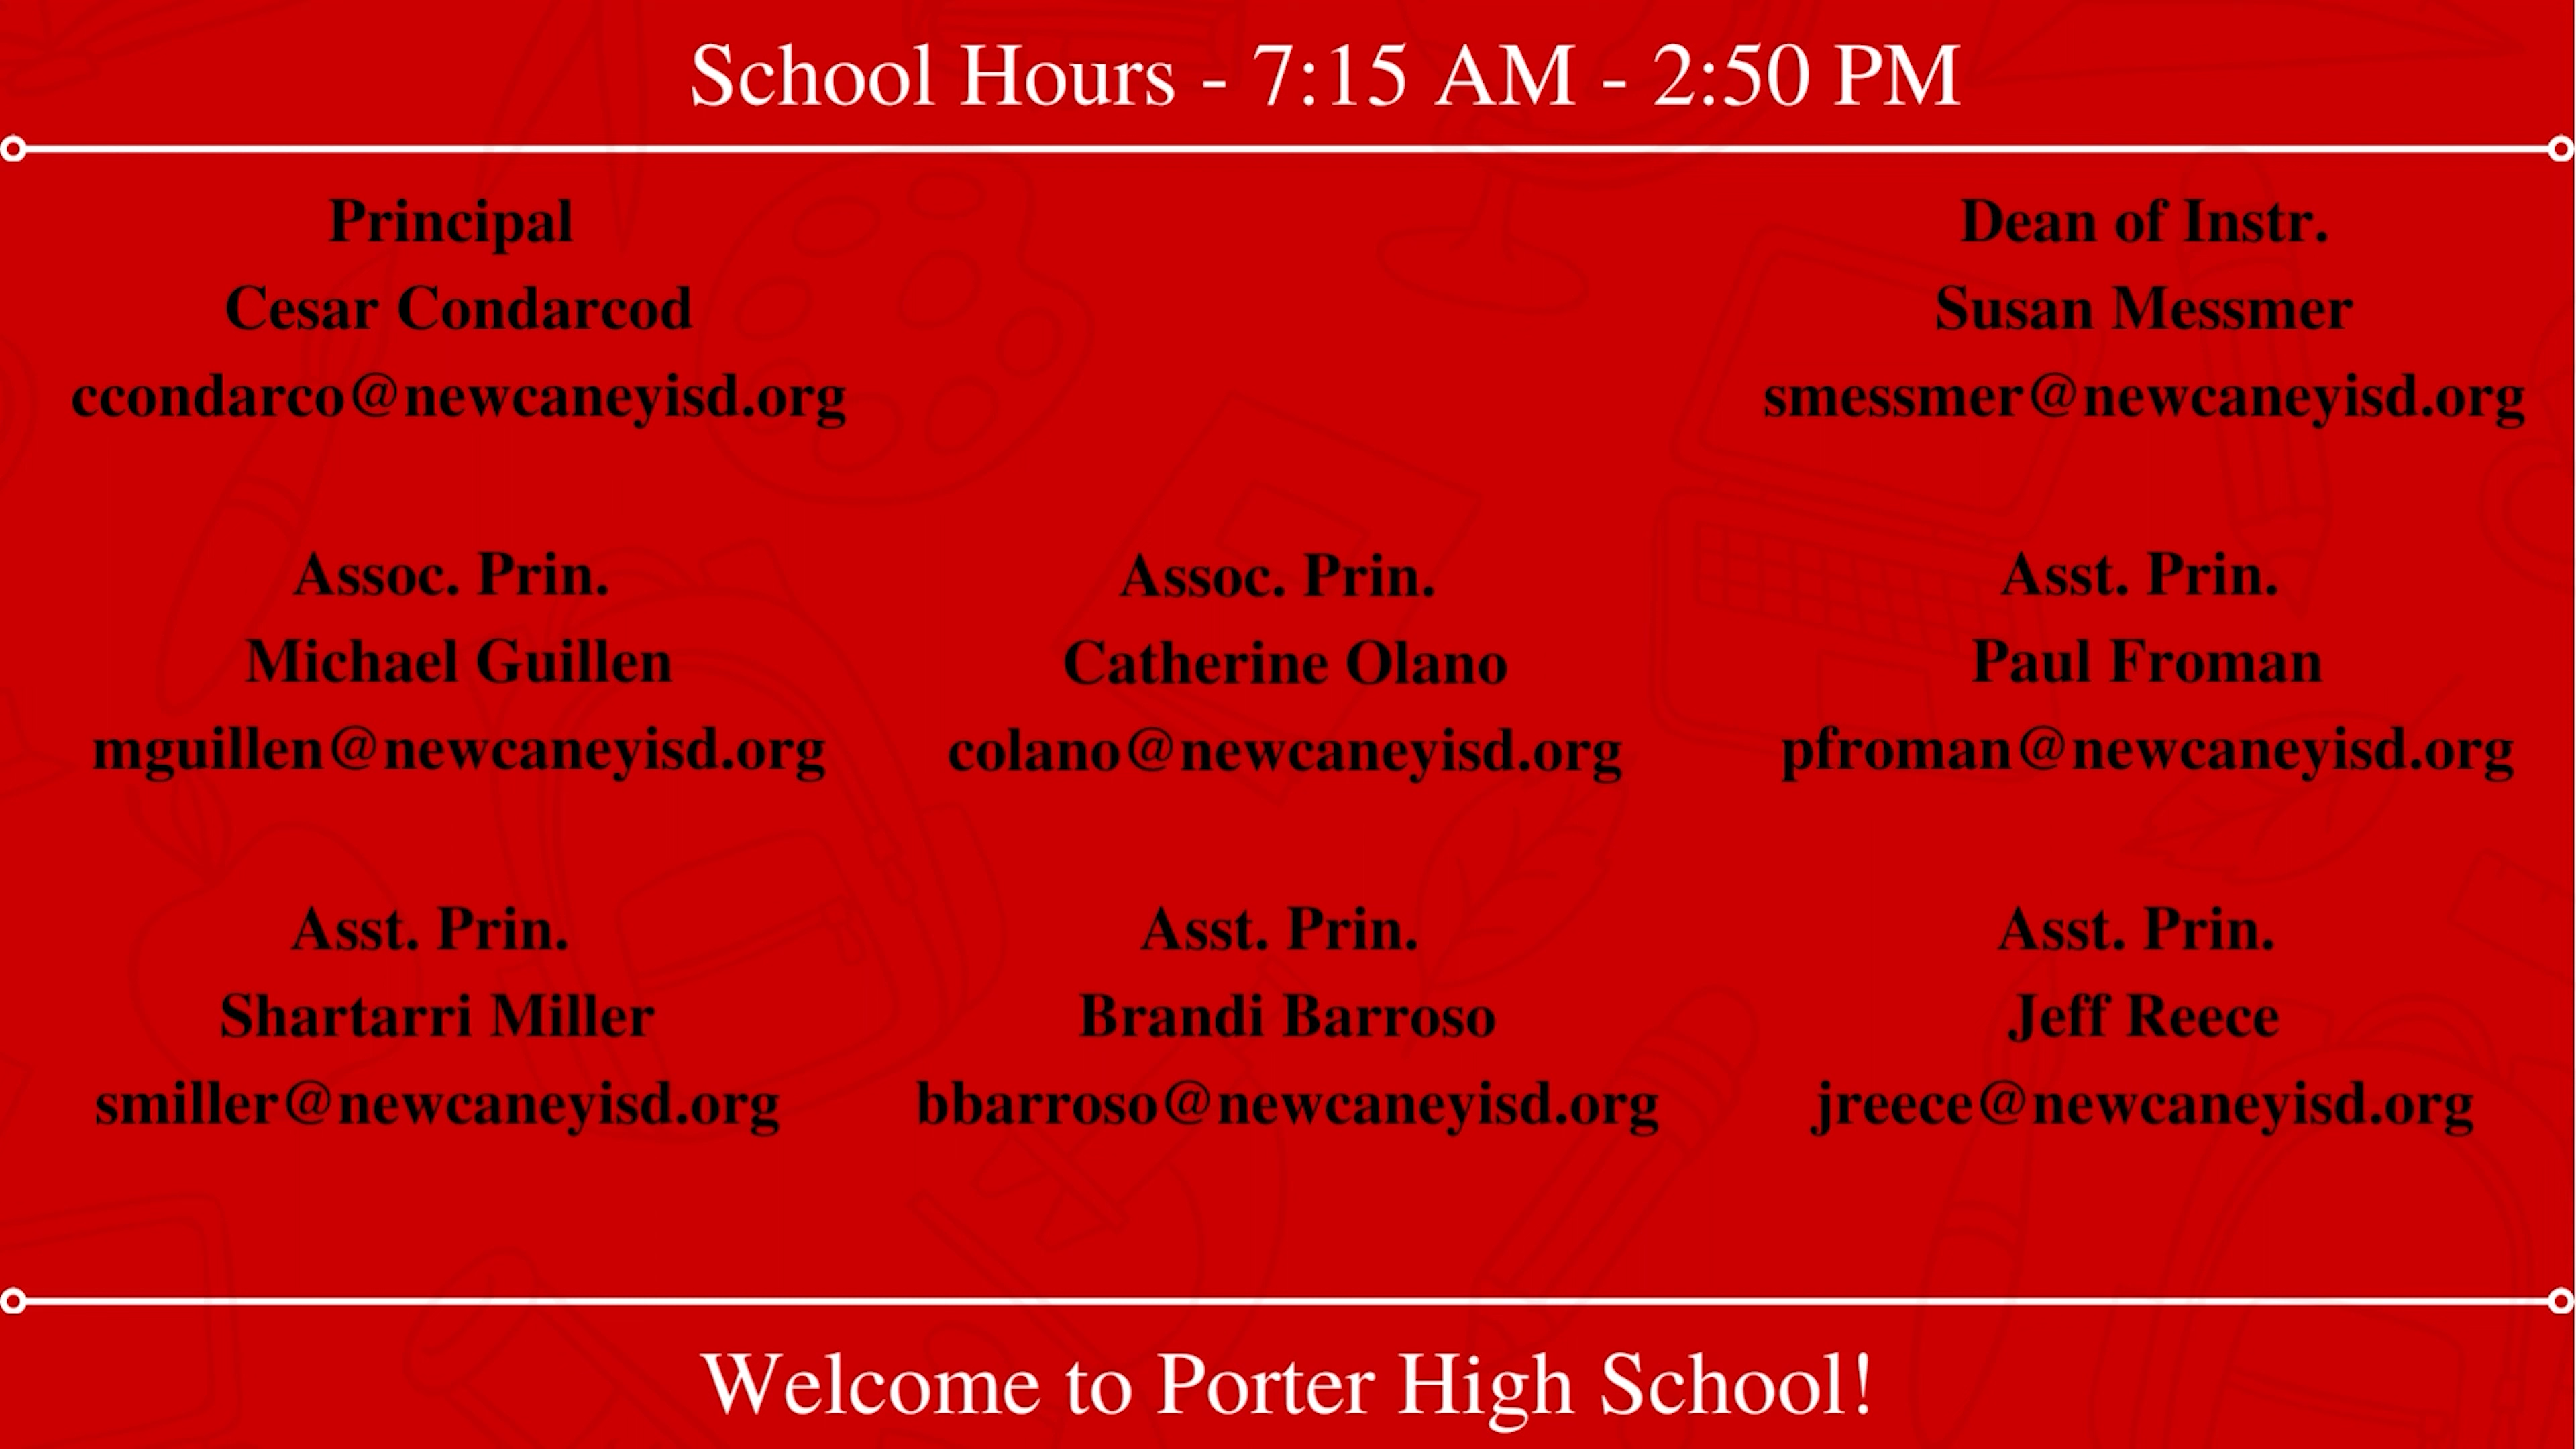 School Hours - 7:15 AM - 2:50 PM
Principal
Cesar Condarcod
ccondarco@newcaneyisd.org
Dean of Instr.
Susan Messmer
smessmer@newcaneyisd.org
Assoc. Prin.
Michael Guillen
mguillen@newcaneyisd.org
Assoc. Prin.
Catherine Olano
colano@newcaneyisd.org
Asst. Prin.
Paul Froman
pfroman@newcaneyisd.org
Asst. Prin.
Shartarri Miller
smiller@newcaneyisd.org
Asst. Prin.
Brandi Barroso
bbarroso@newcaneyisd.org
Asst. Prin.
Jeff Reece
jreece@newcaneyisd.org
Welcome to Porter High School!